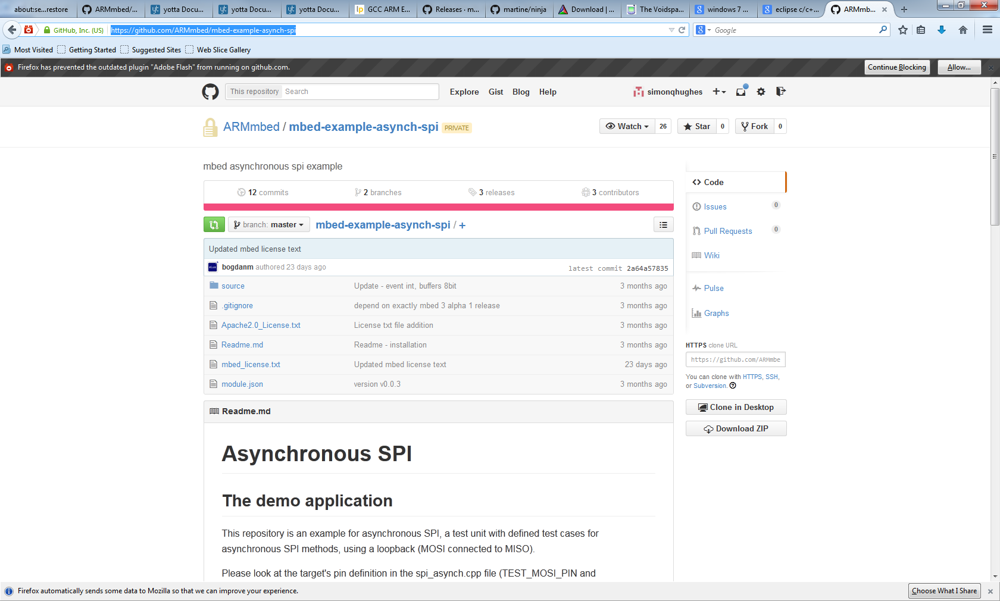 about:se...restore
ARMmbed/...
yotta Docu...
yotta Docu...
yotta Docu...
GCC ARM E...
Releases · m...
martine/ninja
Download | ...
The Voidspa...
windows 7 ...
eclipse c/c+...
ARMmb...
GitHub, Inc. (US)
https://github.com/ARMmbed/mbed-example-asynch-spi
Google
Most Visited
Getting Started
Suggested Sites
Web Slice Gallery
Firefox has prevented the outdated plugin "Adobe Flash" from running on github.com.
Continue Blocking
Allow...
This repository
Search
Explore
Gist
Blog
Help
simonqhughes
ARMmbed / mbed-example-asynch-spi PRIVATE
Watch
26
Star
0
Fork
0
mbed asynchronous spi example
12 commits
2 branches
3 releases
3 contributors
branch: master
mbed-example-asynch-spi / +
Updated mbed license text
bogdanm authored 23 days ago
latest commit 2a64a57835
source
Update - event int, buffers 8bit
3 months ago
.gitignore
depend on exactly mbed 3 alpha 1 release
3 months ago
Apache2.0_License.txt
License txt file addition
3 months ago
Readme.md
Readme - installation
3 months ago
mbed_license.txt
Updated mbed license text
23 days ago
module.json
version v0.0.3
3 months ago
Readme.md
Asynchronous SPI
The demo application
This repository is an example for asynchronous SPI, a test unit with defined test cases for
asynchronous SPI methods, using a loopback (MOSI connected to MISO).
Please look at the target's pin definition in the spi_asynch.cpp file (TEST_MOSI_PIN and
Code
Issues
0
Pull Requests
0
Wiki
Pulse
Graphs
HTTPS clone URL
https://github.com/ARMmbe
You can clone with HTTPS, SSH,
or Subversion.
Clone in Desktop
Download ZIP
Firefox automatically sends some data to Mozilla so that we can improve your experience.
Choose What I Share